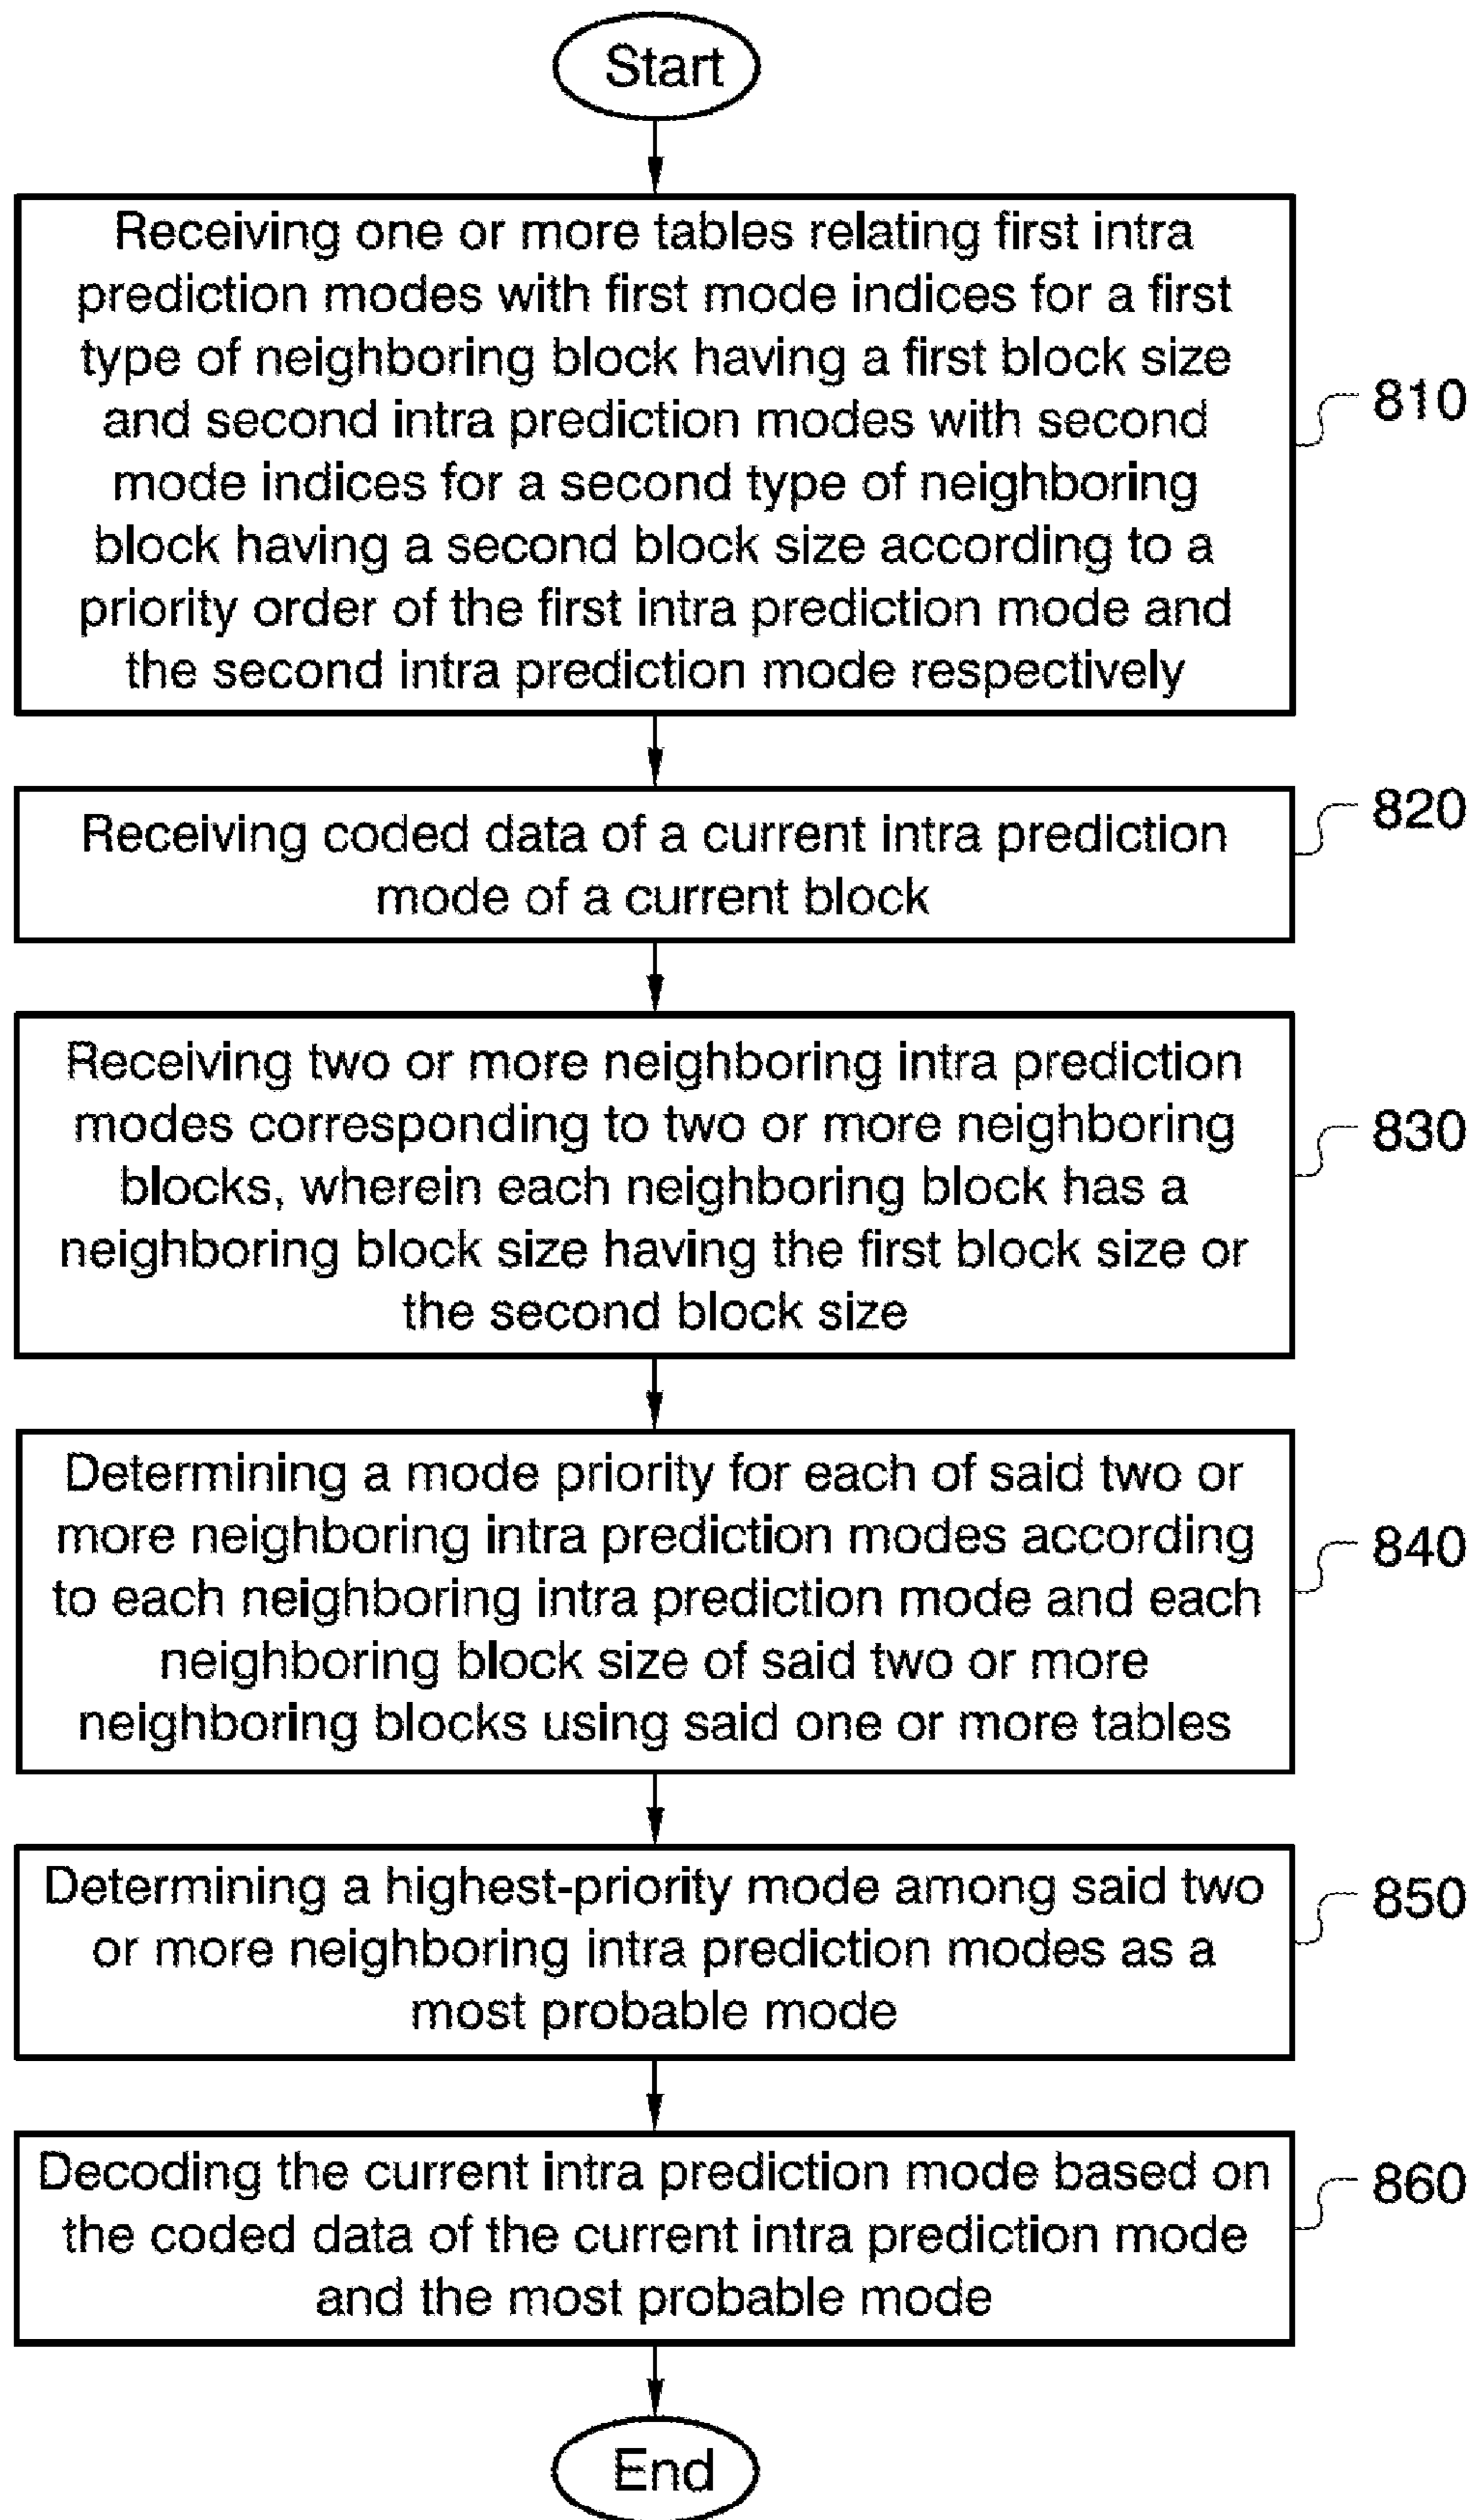 Start
Receiving one or more tables relating first intra
prediction modes with first mode indices for a first
type of neighboring block having a first block size
and second intra prediction modes with second
mode indices for a second type of neighboring
block having a second block size according to a
priority order of the first intra prediction mode and
the second intra prediction mode respectively
810
Receiving coded data of a current intra prediction
mode of a current block
820
Receiving two or more neighboring intra prediction
modes corresponding to two or more neighboring
blocks, wherein each neighboring block has a
neighboring block size having the first block size or
the second block size
830
Determining a mode priority for each of said two or
more neighboring intra prediction modes according
to each neighboring intra prediction mode and each
neighboring block size of said two or more
neighboring blocks using said one or more tables
840
Determining a highest-priority mode among said two
or more neighboring intra prediction modes as a
most probable mode
850
Decoding the current intra prediction mode based on
the coded data of the current intra prediction mode
and the most probable mode
860
End